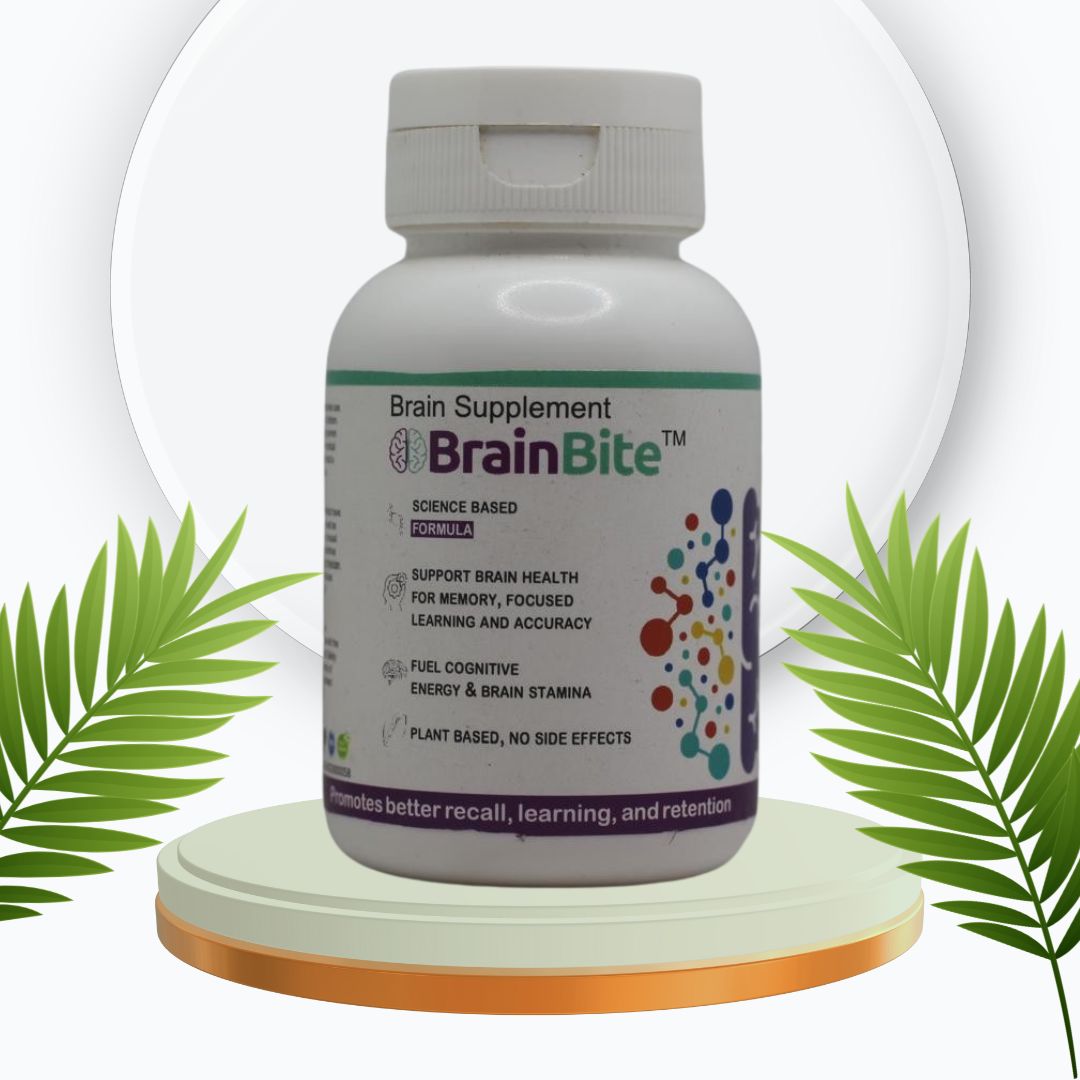 Brain Supplement
BrainBite™
SCIENCE BASED
FORMULA
SUPPORT BRAIN HEALTH
FOR MEMORY, FOCUSED
LEARNING AND ACCURACY
FUEL COGNITIVE
ENERGY & BRAIN STAMINA
PLANT BASED, NO SIDE EFFECTS
Promotes better recall, learning, and retention